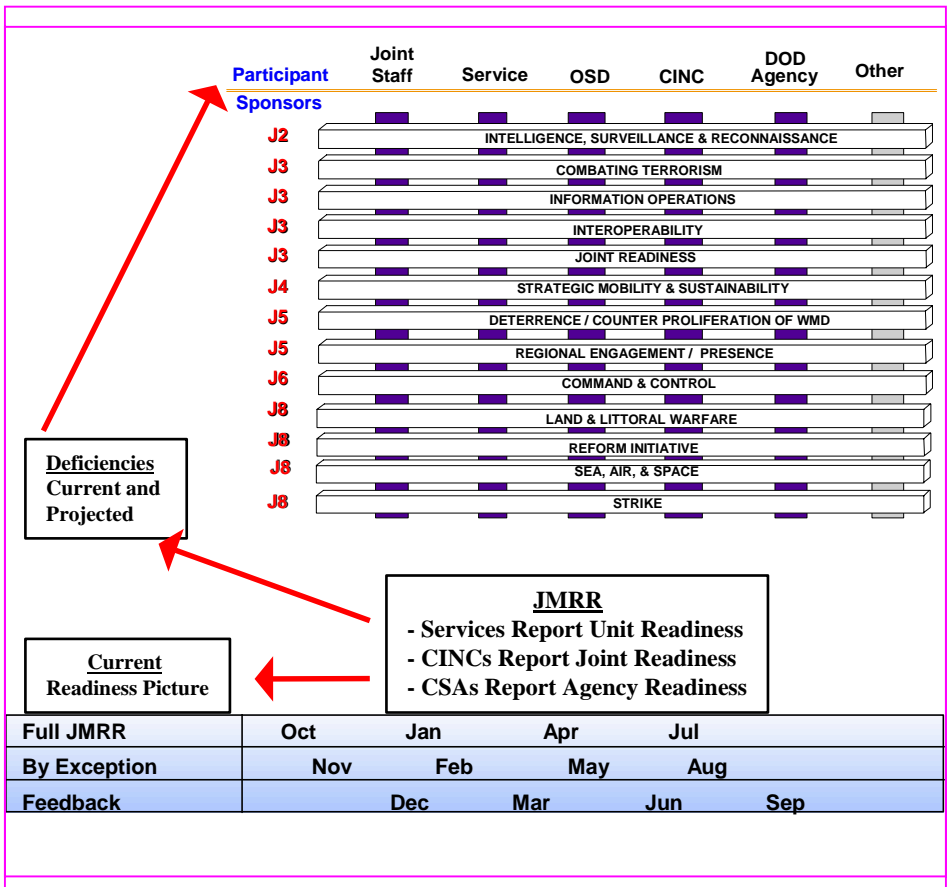 Participant Joint Staff Service OSD CINC DOD Agency Other
Sponsors
J2 INTELLIGENCE, SURVEILLANCE & RECONNAISSANCE
J3 COMBATING TERRORISM
J3 INFORMATION OPERATIONS
J3 INTEROPERABILITY
J3 JOINT READINESS
J4 STRATEGIC MOBILITY & SUSTAINABILITY
J5 DETERRENCE / COUNTER PROLIFERATION OF WMD
J5 REGIONAL ENGAGEMENT / PRESENCE
J6 COMMAND & CONTROL
J8 LAND & LITTORAL WARFARE
J8 REFORM INITIATIVE
J8 SEA, AIR, & SPACE
J8 STRIKE
Deficiencies
Current and
Projected
JMRR
- Services Report Unit Readiness
- CINCs Report Joint Readiness
- CSAs Report Agency Readiness
Current
Readiness Picture
Full JMRR Oct Jan Apr Jul
By Exception Nov Feb May Aug
Feedback Dec Mar Jun Sep